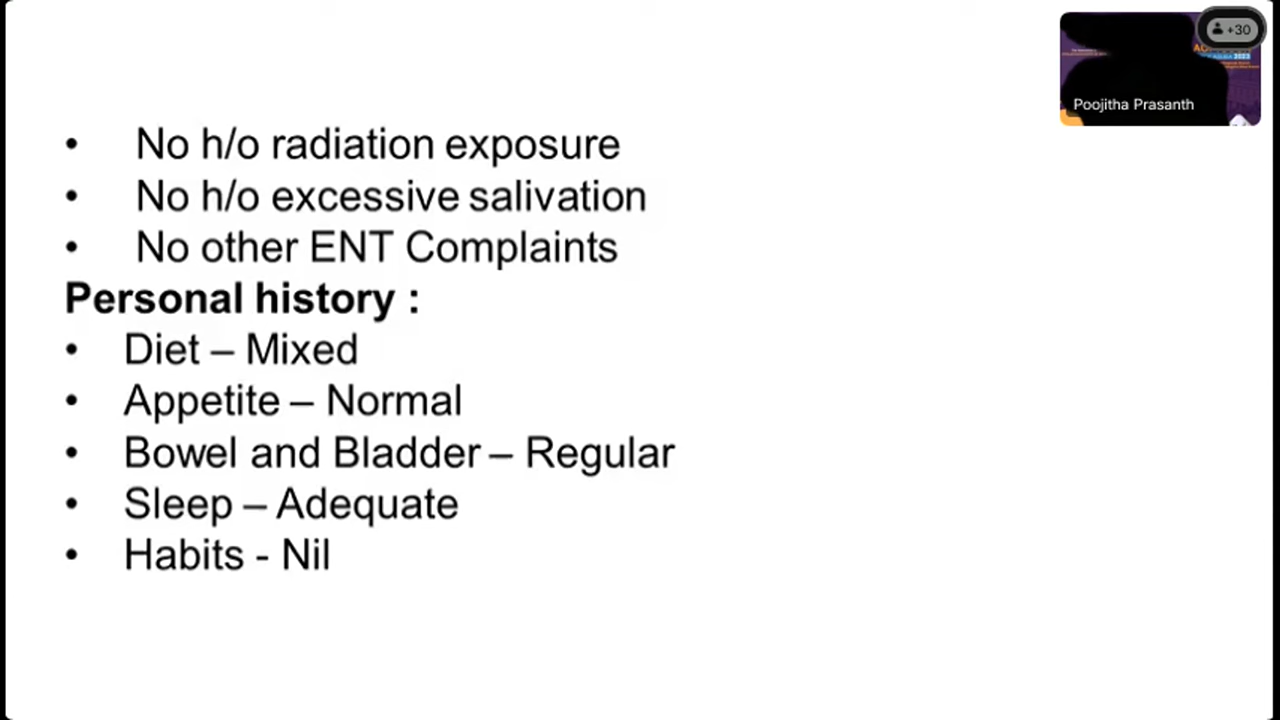 • No h/o radiation exposure
• No h/o excessive salivation
• No other ENT Complaints
Personal history :
• Diet – Mixed
• Appetite – Normal
• Bowel and Bladder – Regular
• Sleep – Adequate
• Habits - Nil
+30
2023
Poojitha Prasanth